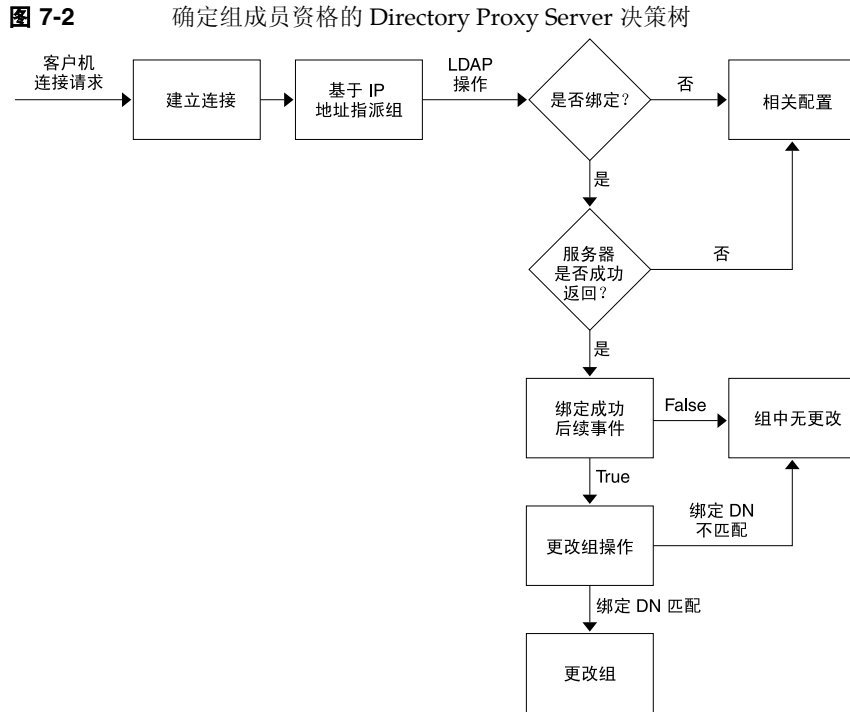 图 7-2 确定组成员资格的 Directory Proxy Server 决策树
客户机
连接请求
建立连接
基于 IP
地址指派组
LDAP
操作
是否绑定？
否
相关配置
是
服务器
是否成功
返回？
否
是
绑定成功
后续事件
False
组中无更改
True
更改组操作
绑定 DN
不匹配
绑定 DN 匹配
更改组